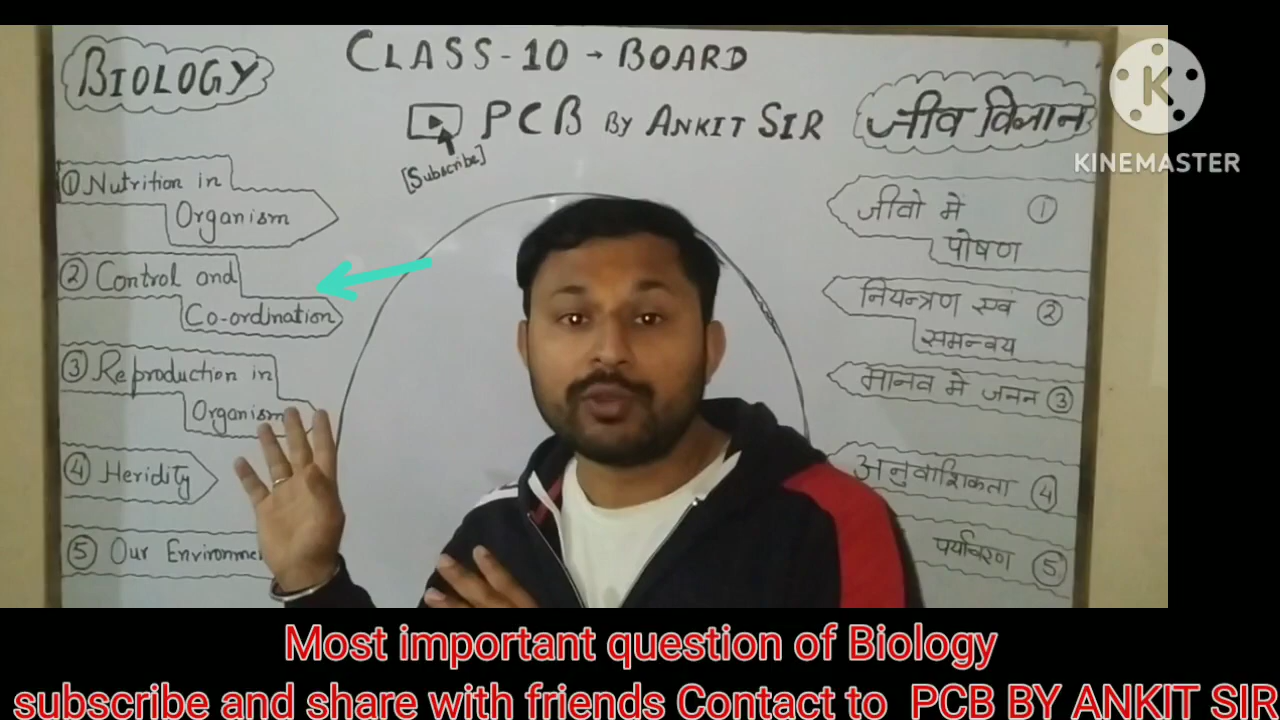 BIOLOGY
CLASS-10 → BOARD
PCB BY ANKIT SIR
[Subscribe]
जीव विज्ञान
K
KINEMASTER
① Nutrition in
Organism
② Control and
Co-ordination
③ Reproduction in
Organism
④ Heridity
⑤ Our Environme
जीवो में ①
पोषण
नियन्त्रण एवं ②
समन्वय
मानव मे जनन ③
अनुवाशिकता ④
पर्यावरण ⑤
Most important question of Biology
subscribe and share with friends Contact to PCB BY ANKIT SIR